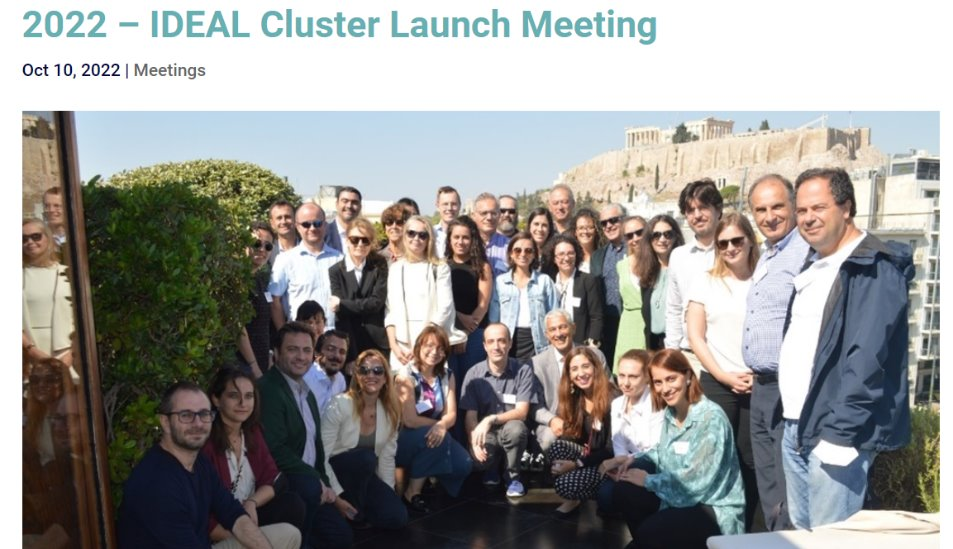 2022 – IDEAL Cluster Launch Meeting
Oct 10, 2022 | Meetings